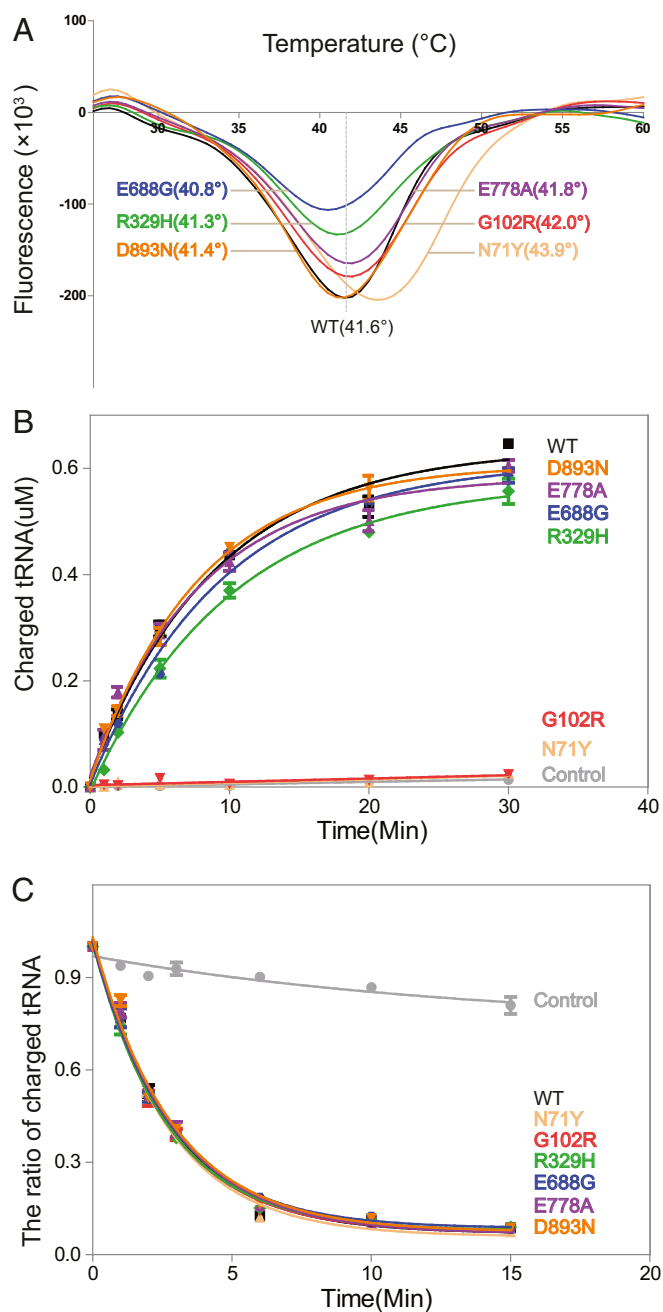 A
Temperature (°C)
Fluorescence (×10³)
100
0
-100
-200
30 35 40 45 50 55 60
E688G(40.8°)
R329H(41.3°)
D893N(41.4°)
E778A(41.8°)
G102R(42.0°)
N71Y(43.9°)
WT(41.6°)
B
Charged tRNA(uM)
0.6
0.4
0.2
0.0
0 10 20 30 40
Time(Min)
WT
D893N
E778A
E688G
R329H
G102R
N71Y
Control
C
The ratio of charged tRNA
0.9
0.6
0.3
0.0
0 5 10 15 20
Time(Min)
Control
WT
N71Y
G102R
R329H
E688G
E778A
D893N